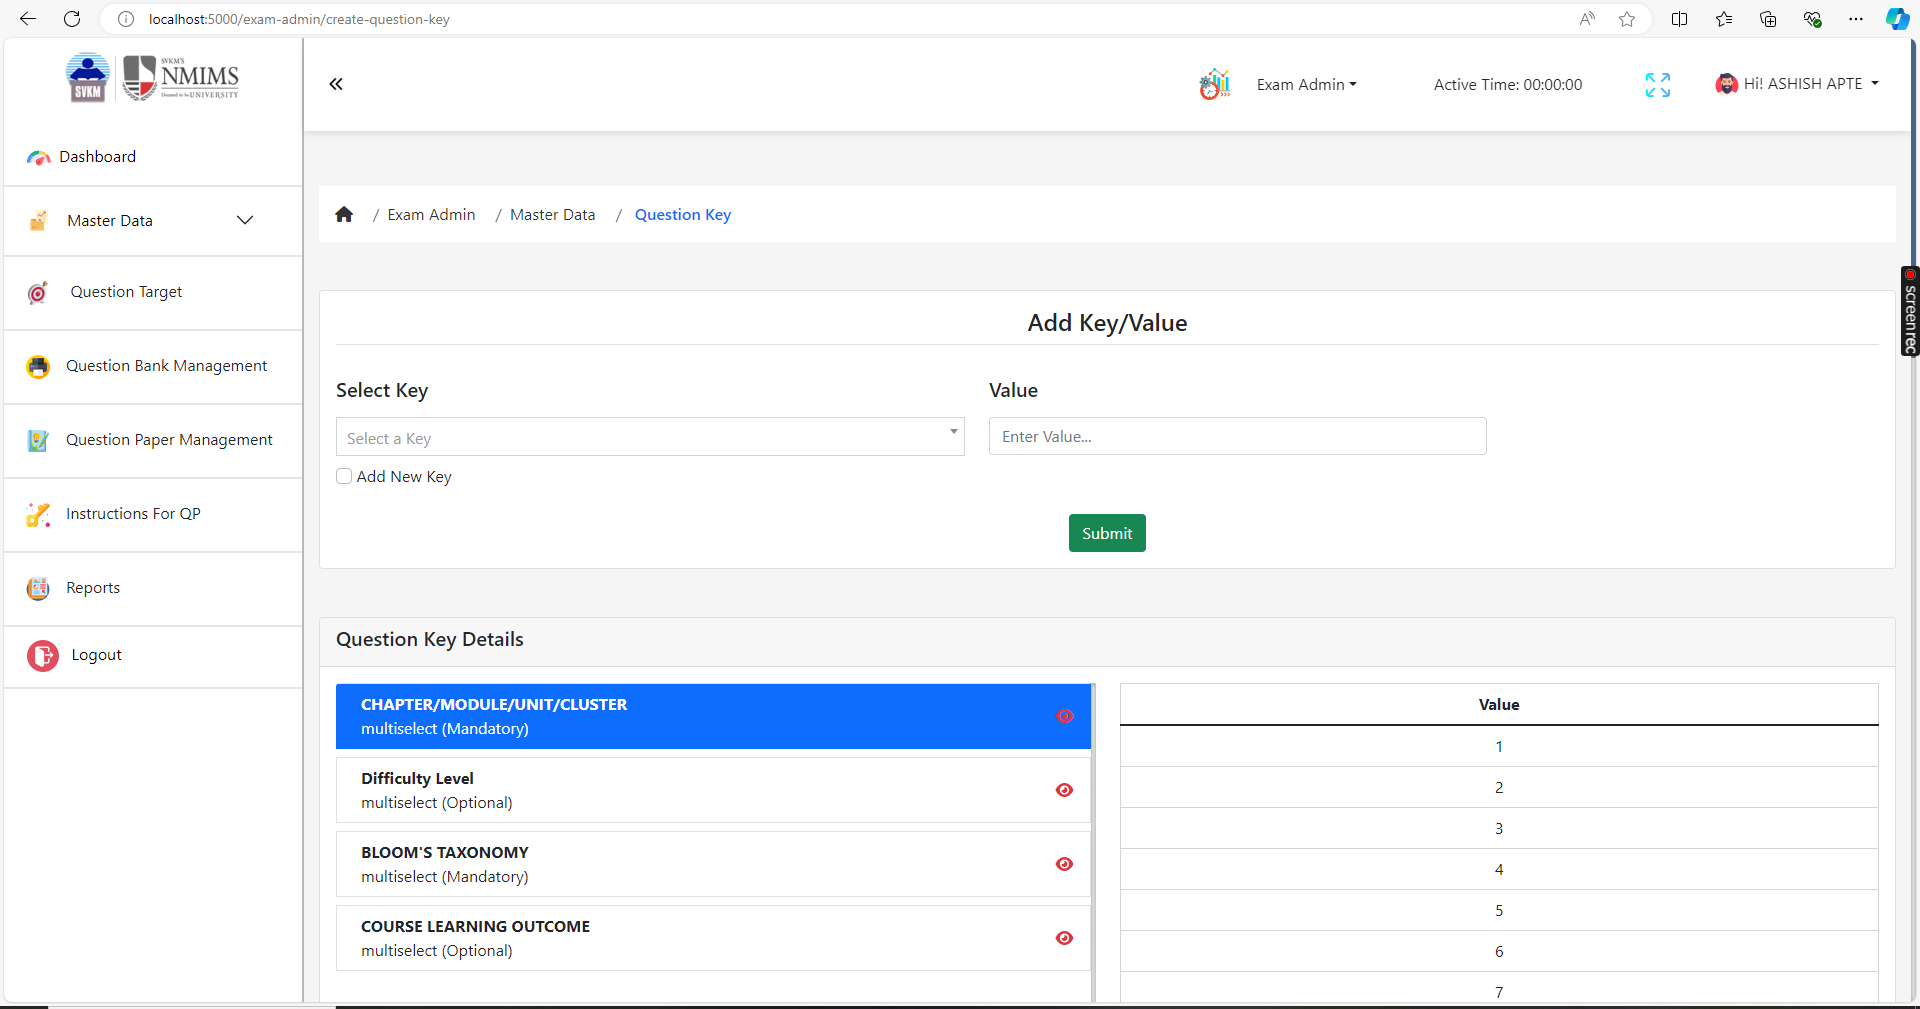 localhost:5000/exam-admin/create-question-key
SVKM
SVKM'S
NMIMS
Deemed to be UNIVERSITY
Exam Admin
Active Time: 00:00:00
Hi! ASHISH APTE
Dashboard
Master Data
Question Target
Question Bank Management
Question Paper Management
Instructions For QP
Reports
Logout
/ Exam Admin / Master Data / Question Key
screenrec
Add Key/Value
Select Key
Value
Select a Key
Enter Value...
Add New Key
Submit
Question Key Details
CHAPTER/MODULE/UNIT/CLUSTER
multiselect (Mandatory)
Difficulty Level
multiselect (Optional)
BLOOM'S TAXONOMY
multiselect (Mandatory)
COURSE LEARNING OUTCOME
multiselect (Optional)
Value
1
2
3
4
5
6
7